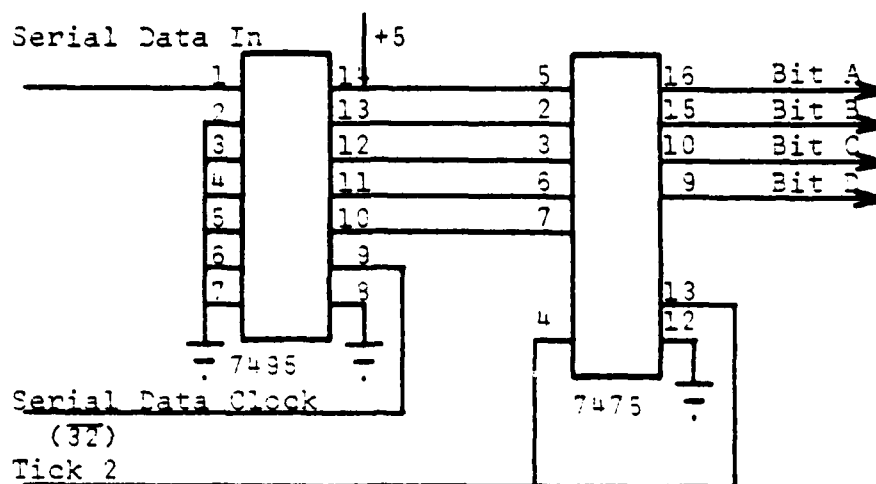 Serial Data In
+5
1 14 5 16 Bit A
2 13 2 15 Bit B
3 12 3 10 Bit C
4 11 6 9 Bit D
5 10 7
6 9
7 8 4 13
12
7495
7475
Serial Data Clock
(32)
Tick 2